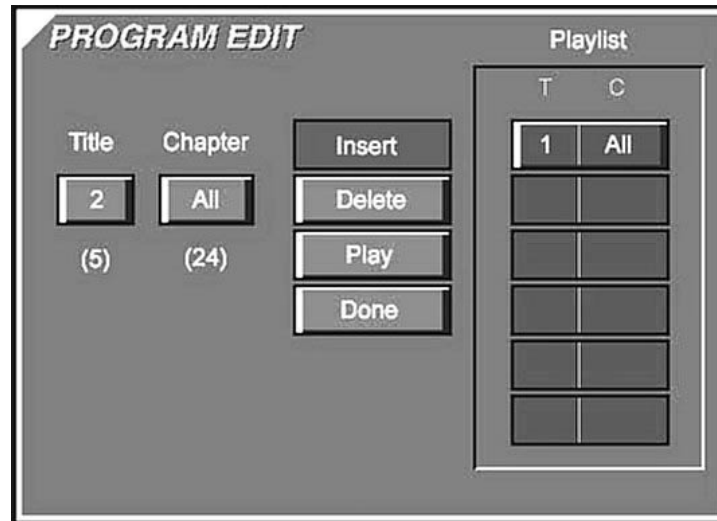 PROGRAM EDIT
Playlist
T C
Title Chapter Insert 1 All
2 All Delete
(5) (24) Play
Done